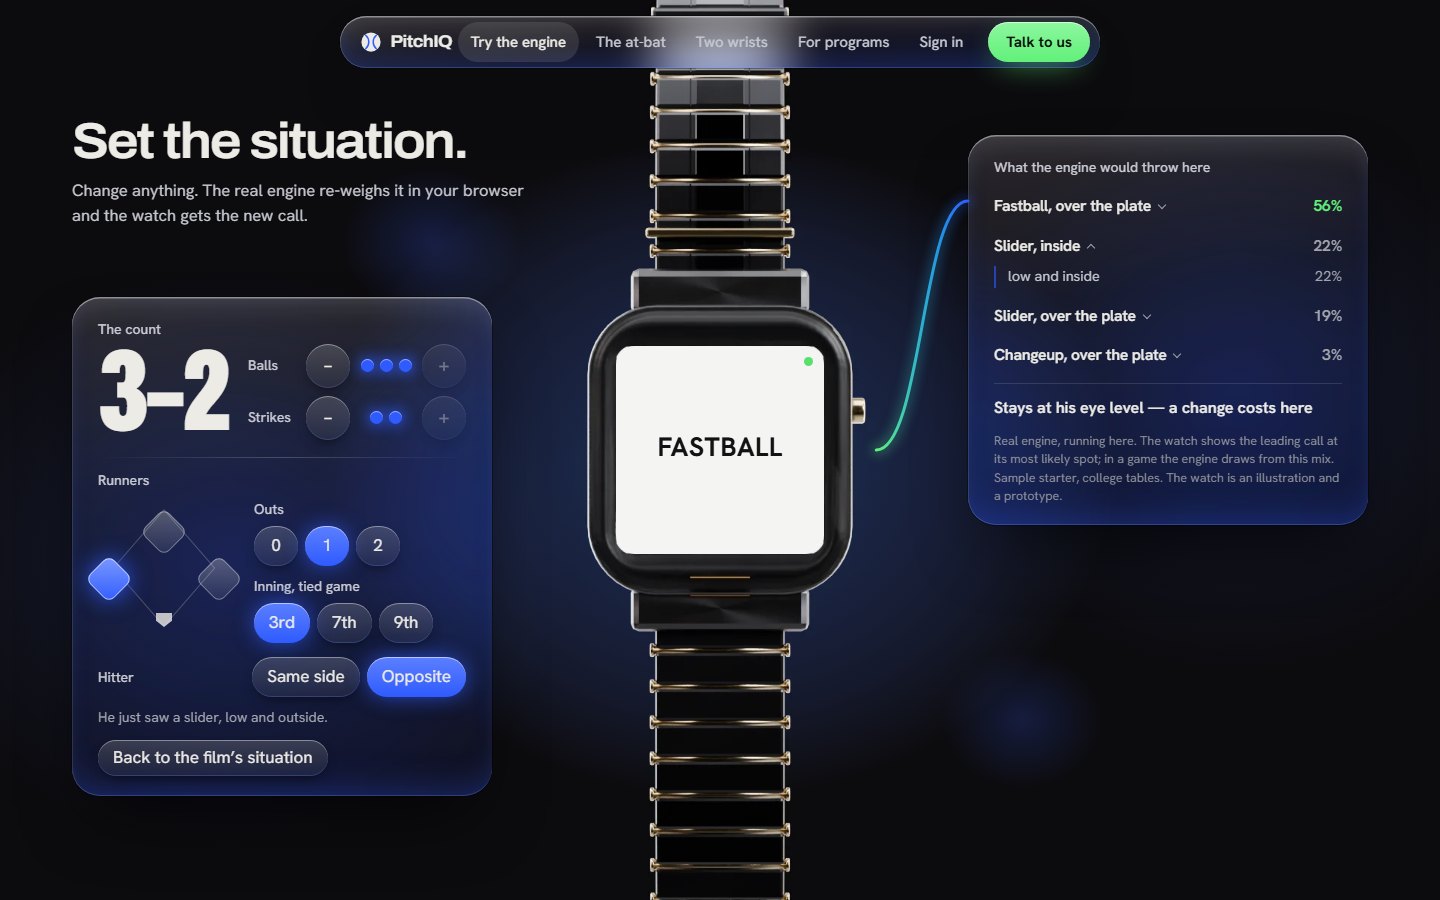 PitchIQ
Try the engine
The at-bat
Two wrists
For programs
Sign in
Talk to us
Set the situation.
Change anything. The real engine re-weighs it in your browser
and the watch gets the new call.
The count
3–2
Balls
−
+
Strikes
−
+
Runners
Outs
0
1
2
Inning, tied game
3rd
7th
9th
Hitter
Same side
Opposite
He just saw a slider, low and outside.
Back to the film’s situation
FASTBALL
What the engine would throw here
Fastball, over the plate 56%
Slider, inside 22%
low and inside 22%
Slider, over the plate 19%
Changeup, over the plate 3%
Stays at his eye level — a change costs here
Real engine, running here. The watch shows the leading call at
its most likely spot; in a game the engine draws from this mix.
Sample starter, college tables. The watch is an illustration and
a prototype.